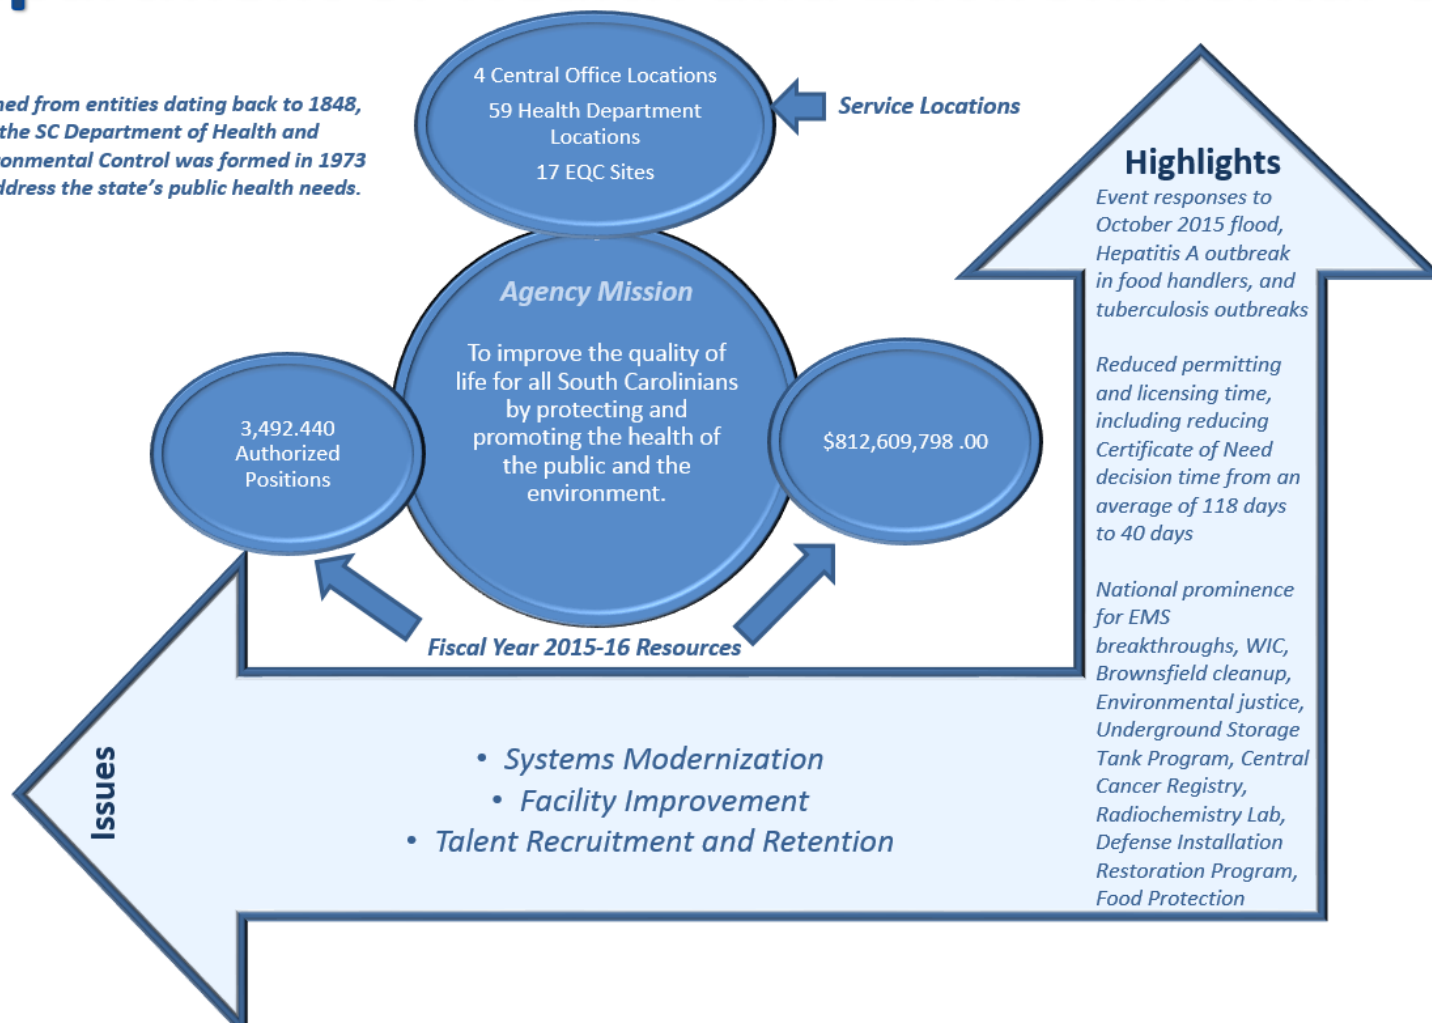 dating back to 1848,
the SC Department of Health and
Control was formed in 1973
the state's public health needs.
4 Central Office Locations
59 Health Department
Locations
17 EQC Sites
Service Locations
Agency Mission
To improve the quality of
life for all South Carolinians
by protecting and
promoting the health of
the public and the
environment.
3,492.440
Authorized
Positions
$812,609,798 .00
Fiscal Year 2015-16 Resources
Highlights
Event responses to
October 2015 flood,
Hepatitis A outbreak
in food handlers, and
tuberculosis outbreaks
Reduced permitting
and licensing time,
including reducing
Certificate of Need
decision time from an
average of 118 days
to 40 days
National prominence
for EMS
breakthroughs, WIC,
Brownsfield cleanup,
Environmental justice,
Underground Storage
Tank Program, Central
Cancer Registry,
Radiochemistry Lab,
Defense Installation
Restoration Program,
Food Protection
Issues
• Systems Modernization
• Facility Improvement
• Talent Recruitment and Retention